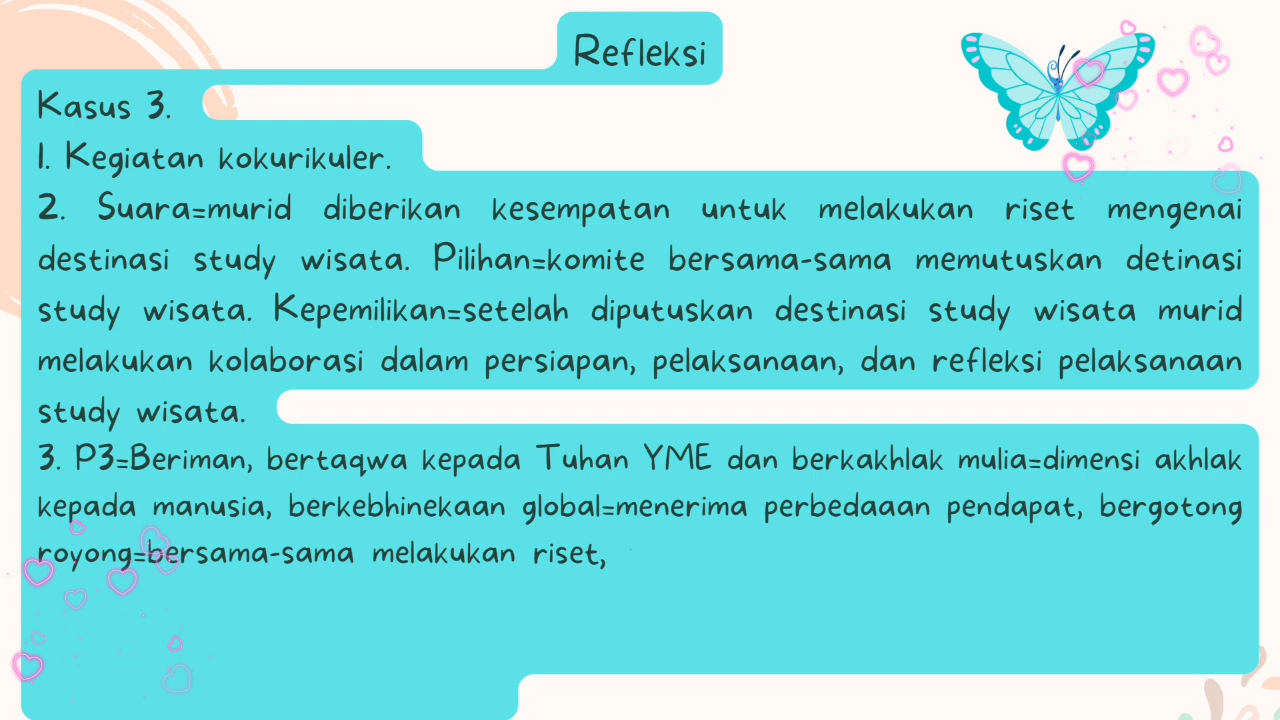 Refleksi
Kasus 3.
1. Kegiatan kokurikuler.
2. Suara=murid diberikan kesempatan untuk melakukan riset mengenai
destinasi study wisata. Pilihan=komite bersama-sama memutuskan detinasi
study wisata. Kepemilikan=setelah diputuskan destinasi study wisata murid
melakukan kolaborasi dalam persiapan, pelaksanaan, dan refleksi pelaksanaan
study wisata.
3. P3=Beriman, bertaqwa kepada Tuhan YME dan berkakhlak mulia=dimensi akhlak
kepada manusia, berkebhinekaan global=menerima perbedaaan pendapat, bergotong
royong=bersama-sama melakukan riset,